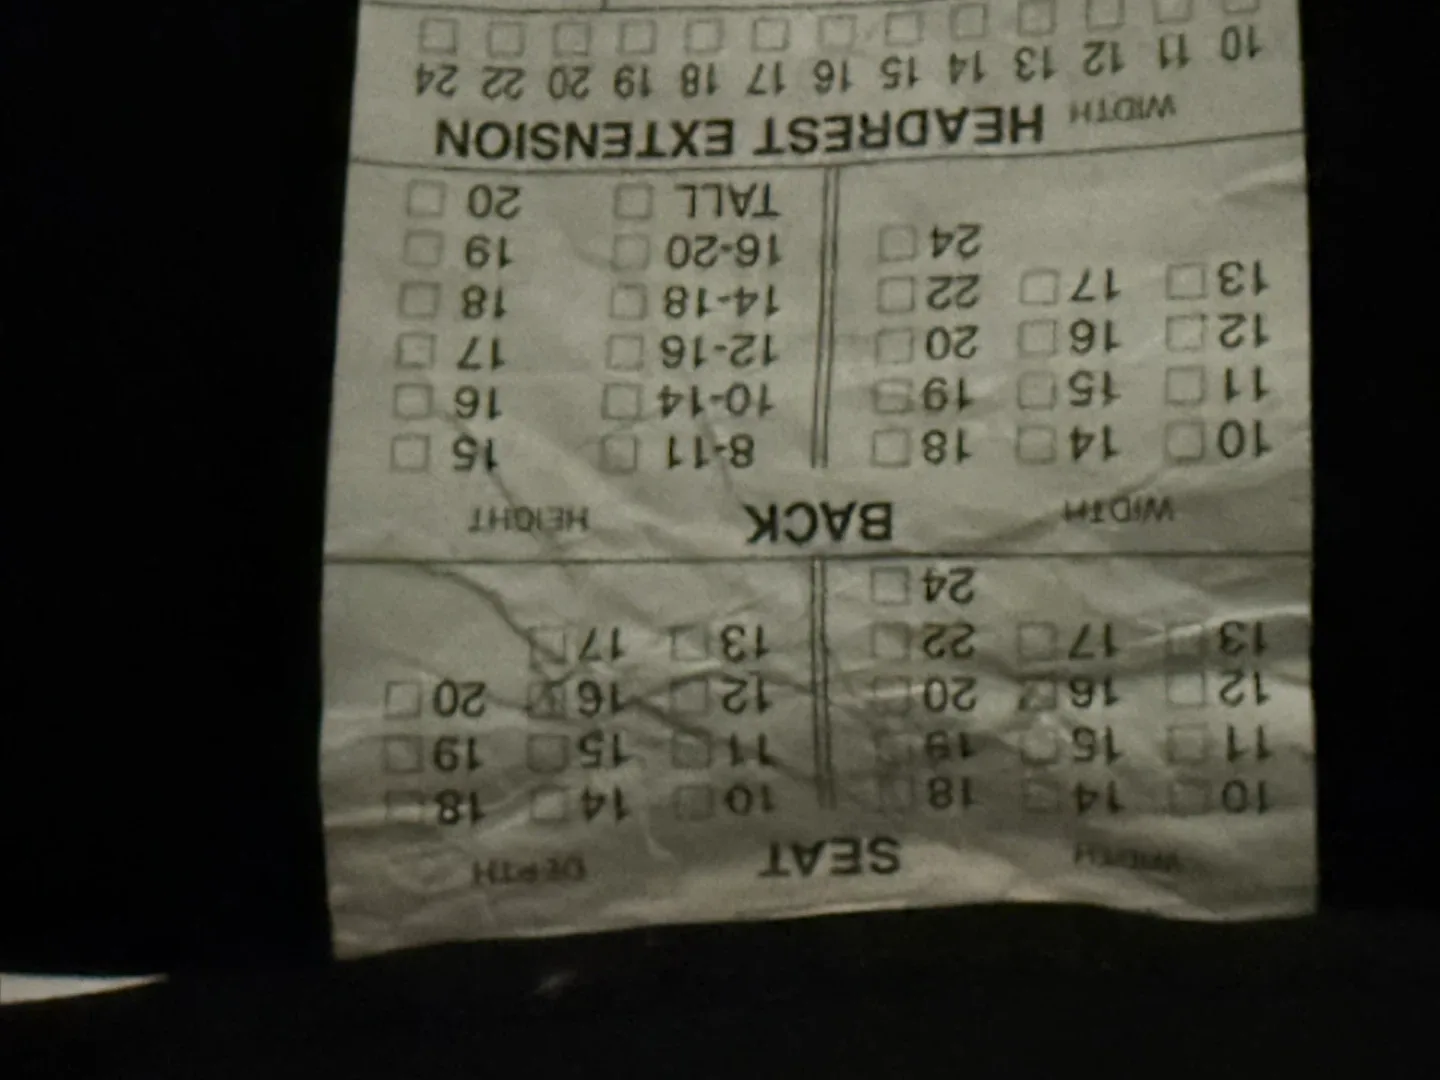 WIDTH SEAT DEPTH
10 14 18 10 14 18
11 15 19 11 15 19
12 16 20 12 16 20
13 17 22 13 17
24
WIDTH BACK HEIGHT
10 14 18 8-11 15
11 15 19 10-14 16
12 16 20 12-16 17
13 17 22 14-18 18
24 16-20 19
TALL 20
WIDTH HEADREST EXTENSION
10 11 12 13 14 15 16 17 18 19 20 22 24